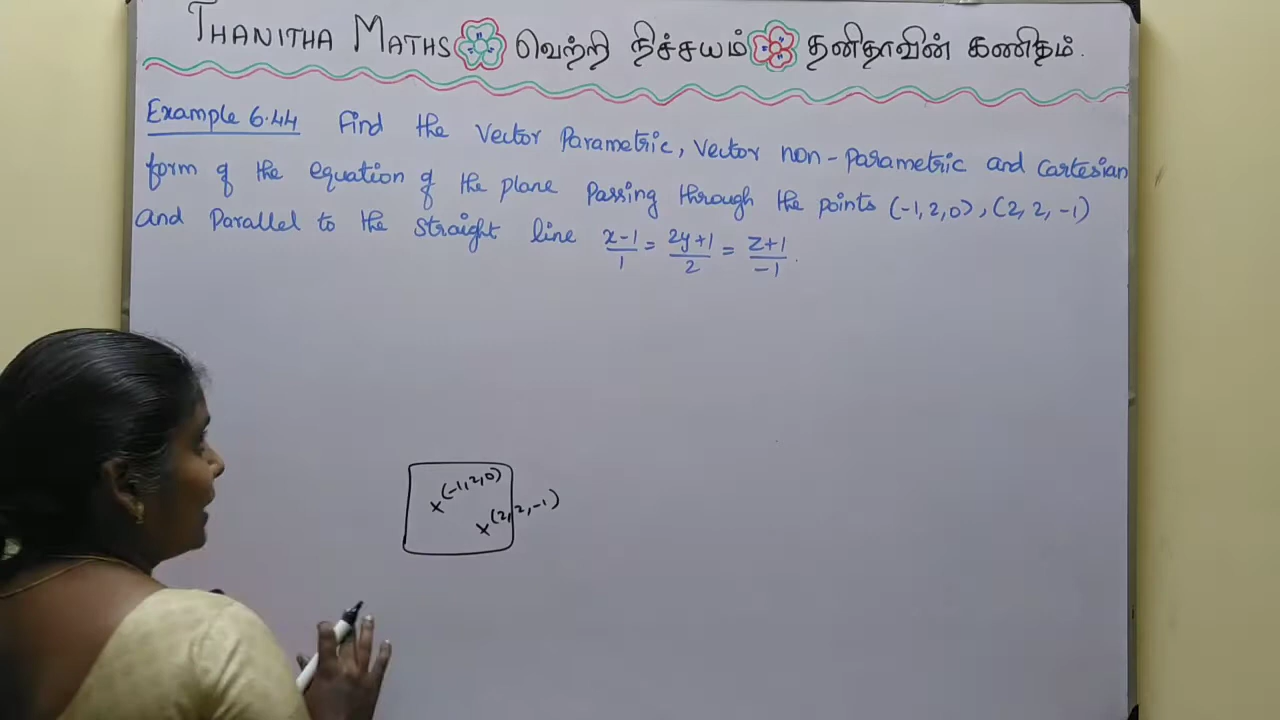 THANITHA MATHS வெற்றி நிச்சயம் தனிதாவின் கணிதம்.
Example 6.44 Find the Vector Parametric, Vector non-parametric and Cartesian
form of the equation of the plane passing through the points (-1, 2, 0), (2, 2, -1)
and parallel to the straight line x-1/1 = 2y+1/2 = z+1/-1.
x (-1, 2, 0)
x (2, 2, -1)